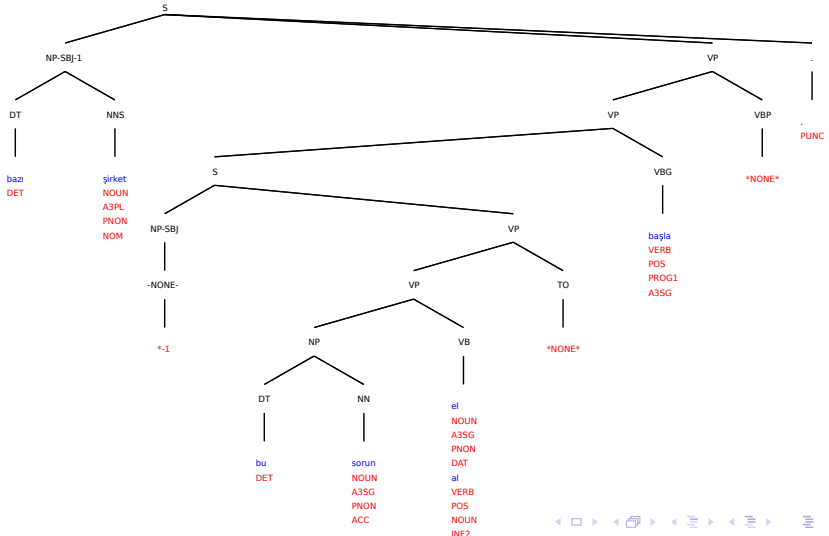 S
NP-SBJ-1 VP .
DT NNS VP VBP .
bazı şirket S VBG *NONE* PUNC
DET NOUN
A3PL
PNON
NOM
NP-SBJ VP başla
VERB
POS
PROG1
A3SG
-NONE- VP TO
*-1 NP VB *NONE*
DT NN el
NOUN
A3SG
PNON
DAT
bu sorun al
DET NOUN VERB
A3SG POS
PNON NOUN
ACC INF2